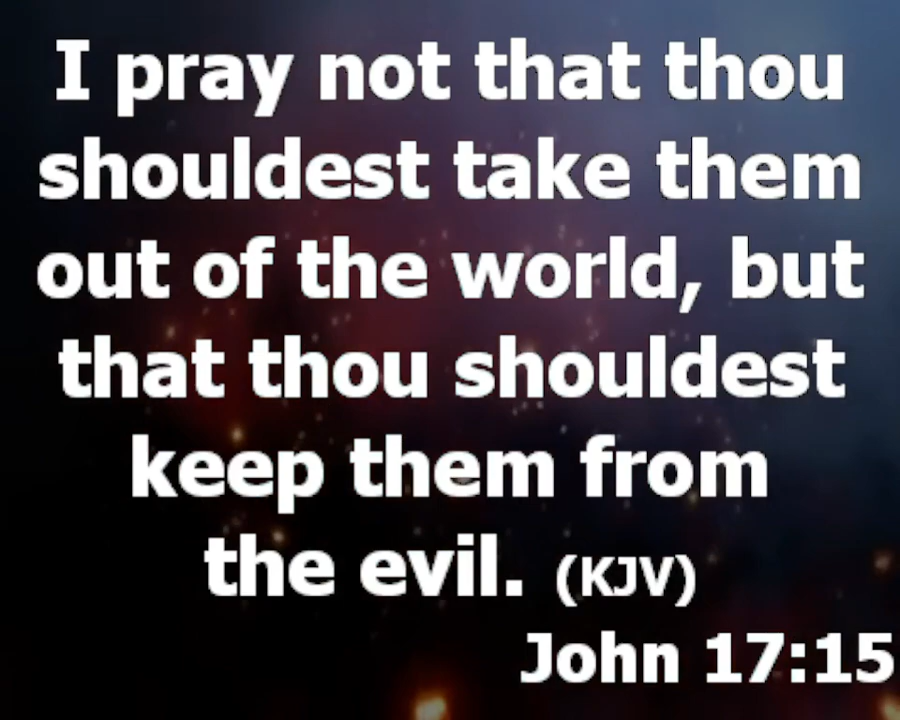 I pray not that thou
shouldest take them
out of the world, but
that thou shouldest
keep them from
the evil. (KJV)
John 17:15